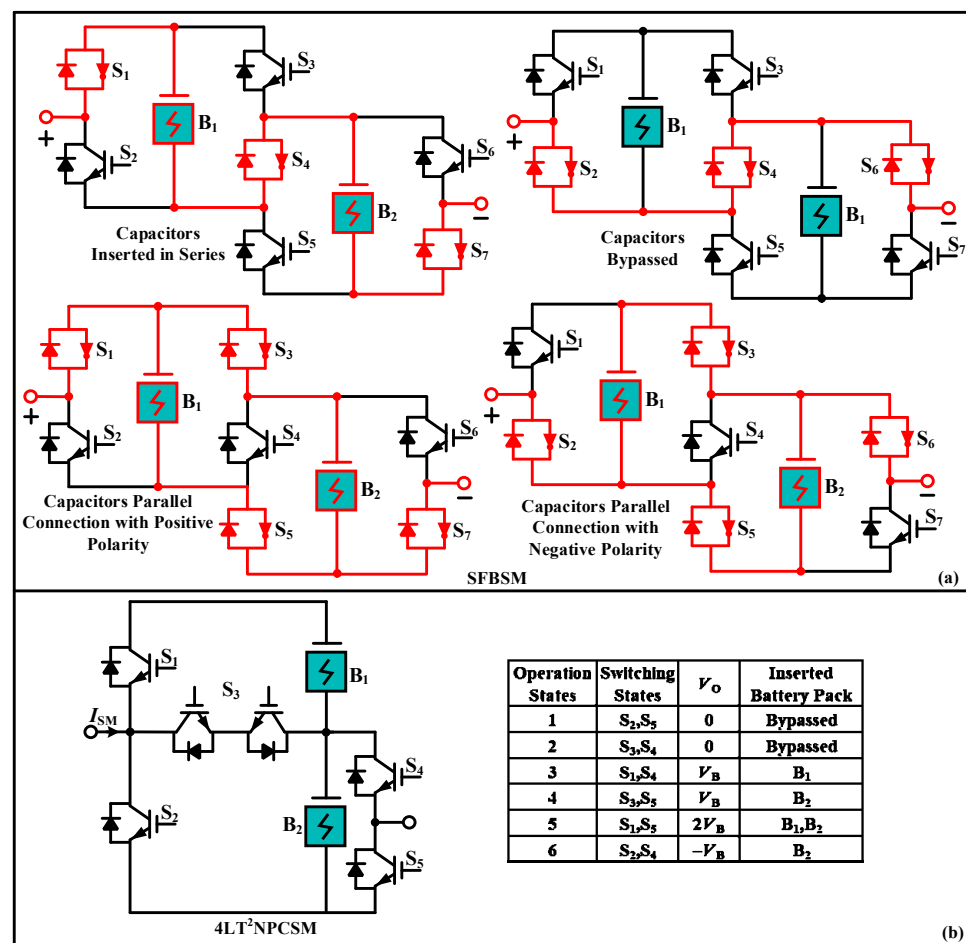 S1
B1
S3
+
S2
S4
S6
B2
−
Capacitors
Inserted in Series
S5
S7
S1
B1
S3
+
S2
S4
S6
B1
−
Capacitors
Bypassed
S5
S7
S1
S3
B1
+
S2
S4
S6
B2
−
Capacitors Parallel
Connection with Positive
Polarity
S5
S7
S1
S3
B1
+
S2
S4
S6
B2
−
Capacitors Parallel
Connection with
Negative Polarity
S5
S7
SFBSM
(a)
S1
B1
S3
ISM
S4
S2
B2
S5
4LT²NPCSM
Operation States | Switching States | VO | Inserted Battery Pack
1 | S2,S5 | 0 | Bypassed
2 | S3,S4 | 0 | Bypassed
3 | S1,S4 | VB | B1
4 | S3,S5 | VB | B2
5 | S1,S5 | 2VB | B1,B2
6 | S2,S4 | −VB | B2
(b)